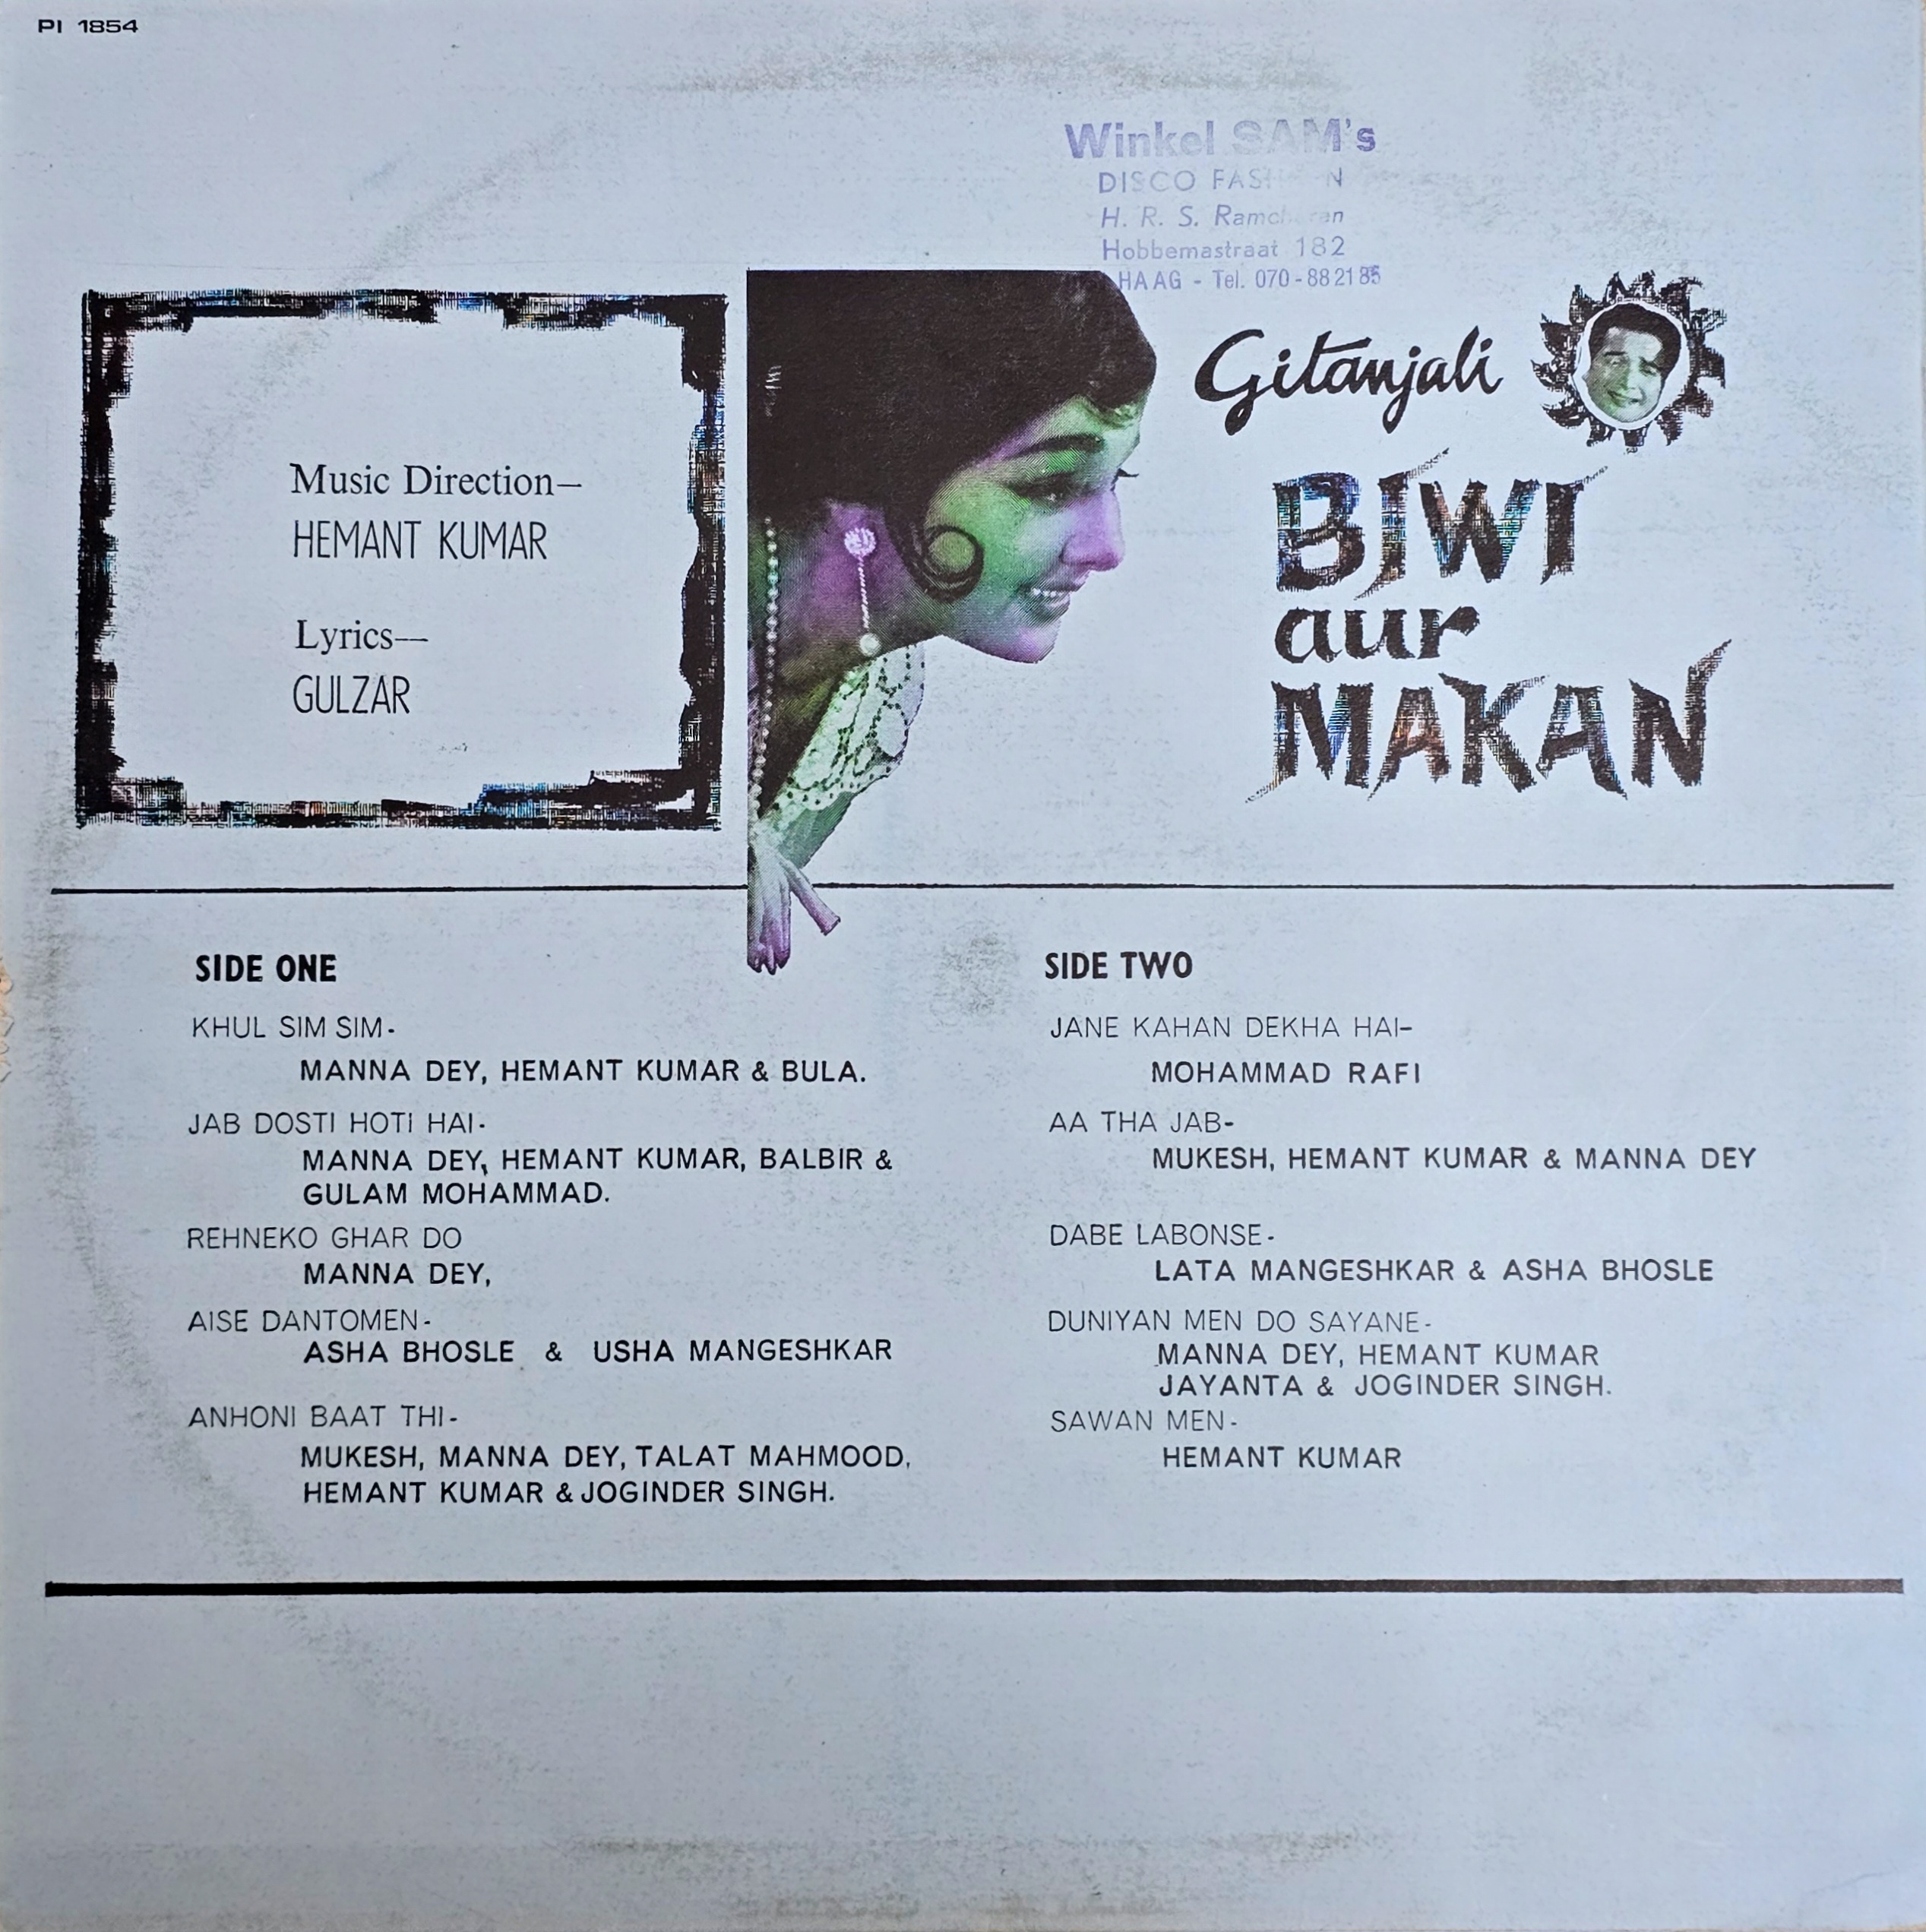 PI 1854
Winkel SAM's
DISCO
H. R. S.
Hobbemastraat 182
HAAG - Tel. 070-882185
Gitanjali
BIWI
aur
MAKAN
Music Direction—
HEMANT KUMAR
Lyrics—
GULZAR
SIDE ONE
KHUL SIM SIM-
MANNA DEY, HEMANT KUMAR & BULA.
JAB DOSTI HOTI HAI-
MANNA DEY, HEMANT KUMAR, BALBIR &
GULAM MOHAMMAD.
REHNEKO GHAR DO
MANNA DEY,
AISE DANTOMEN-
ASHA BHOSLE & USHA MANGESHKAR
ANHONI BAAT THI-
MUKESH, MANNA DEY, TALAT MAHMOOD,
HEMANT KUMAR & JOGINDER SINGH.
SIDE TWO
JANE KAHAN DEKHA HAI-
MOHAMMAD RAFI
AA THA JAB-
MUKESH, HEMANT KUMAR & MANNA DEY
DABE LABONSE-
LATA MANGESHKAR & ASHA BHOSLE
DUNIYAN MEN DO SAYANE-
MANNA DEY, HEMANT KUMAR
JAYANTA & JOGINDER SINGH.
SAWAN MEN-
HEMANT KUMAR